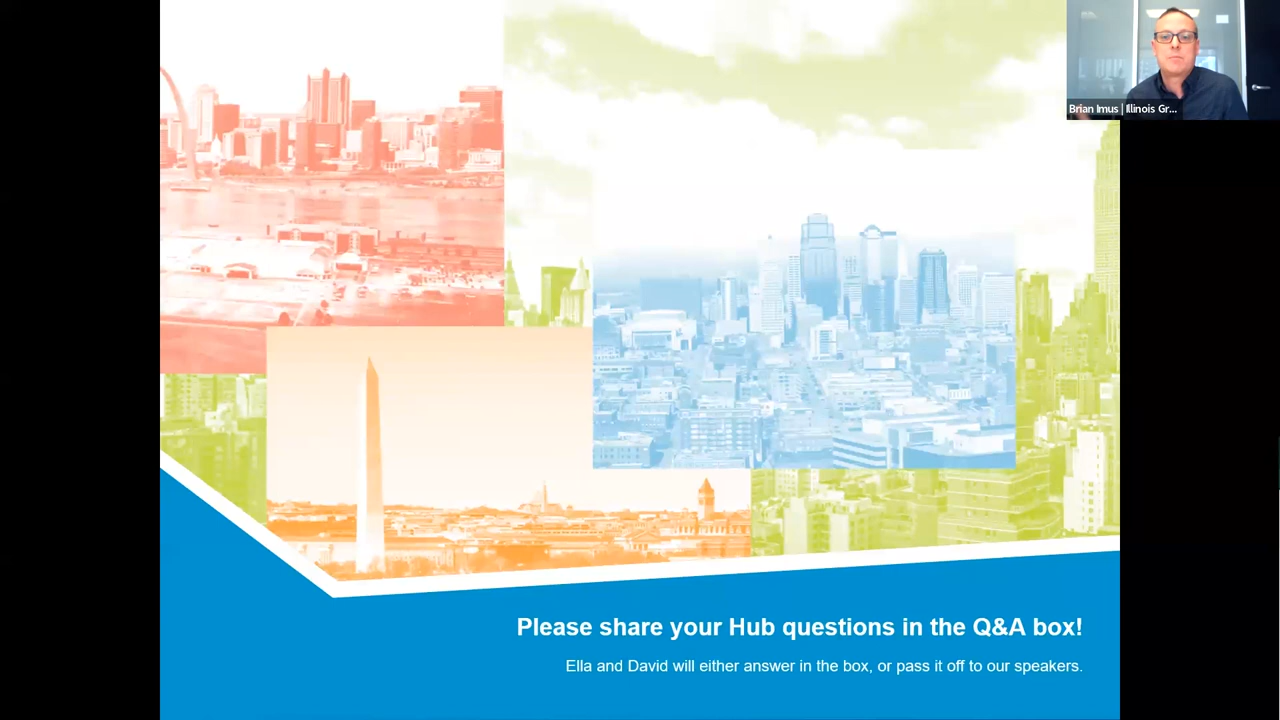 Brian Imus | Illinois Gr...
Please share your Hub questions in the Q&A box!
Ella and David will either answer in the box, or pass it off to our speakers.